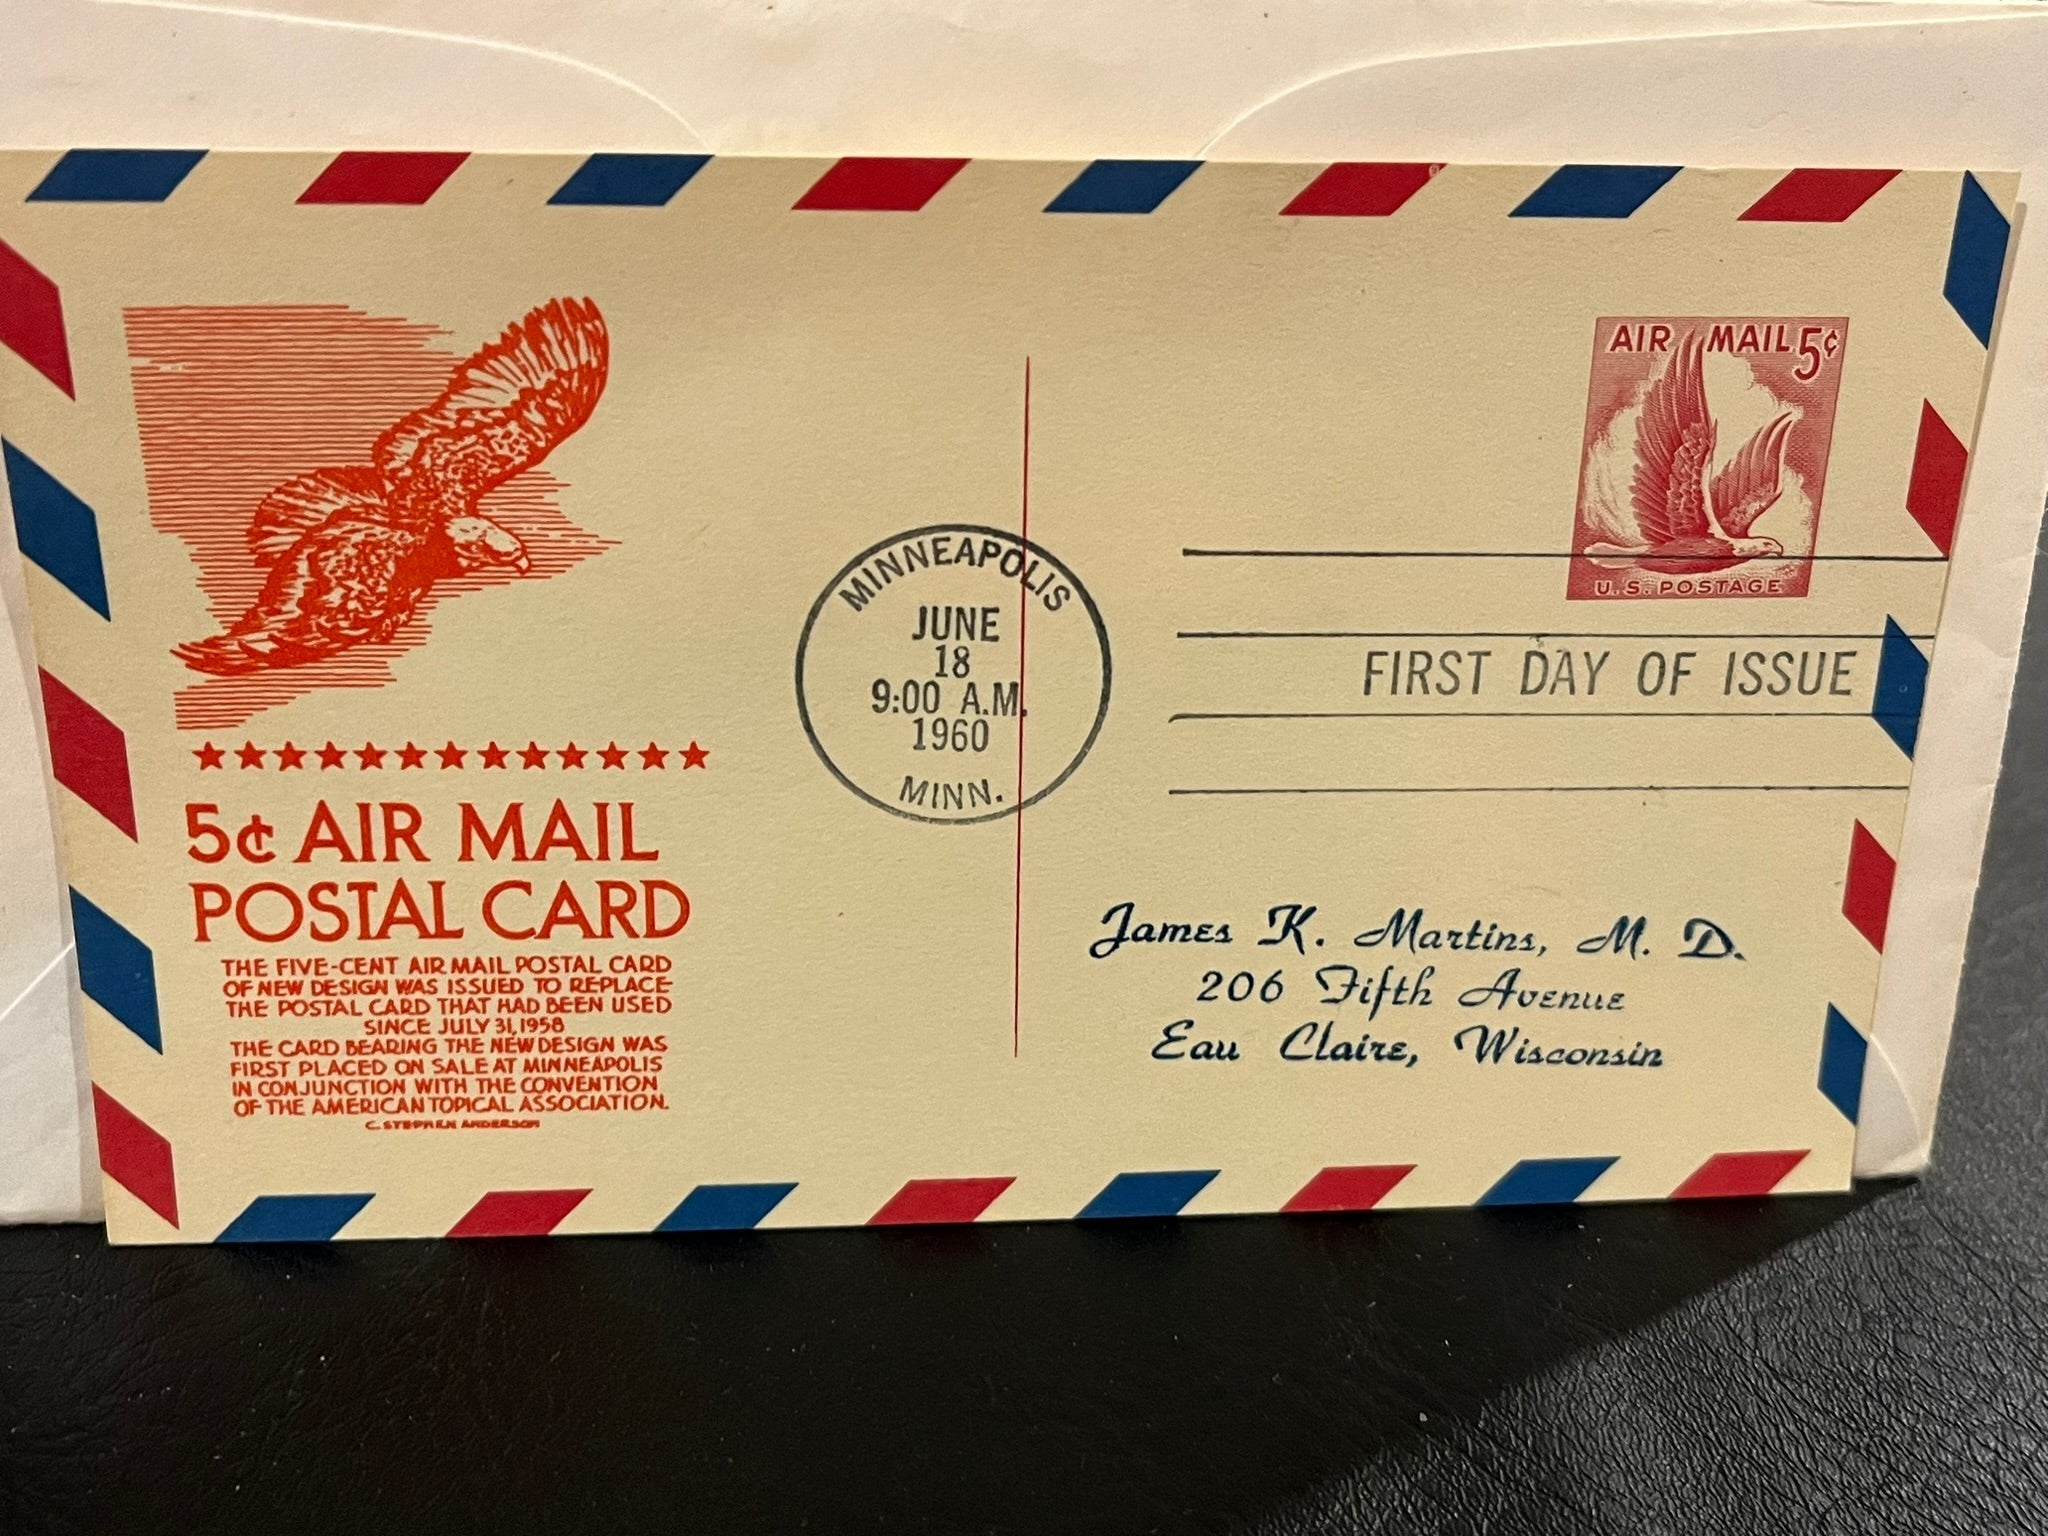 AIR MAIL 5¢
U.S. POSTAGE
MINNEAPOLIS
JUNE
18
9:00 A.M.
1960
MINN.
FIRST DAY OF ISSUE
5¢ AIR MAIL
POSTAL CARD
THE FIVE-CENT AIR MAIL POSTAL CARD
OF NEW DESIGN WAS ISSUED TO REPLACE
THE POSTAL CARD THAT HAD BEEN USED
SINCE JULY 31, 1958
THE CARD BEARING THE NEW DESIGN WAS
FIRST PLACED ON SALE AT MINNEAPOLIS
IN CONJUNCTION WITH THE CONVENTION
OF THE AMERICAN TOPICAL ASSOCIATION.
C. STEPHEN ANDERSON
James K. Martins, M. D.
206 Fifth Avenue
Eau Claire, Wisconsin